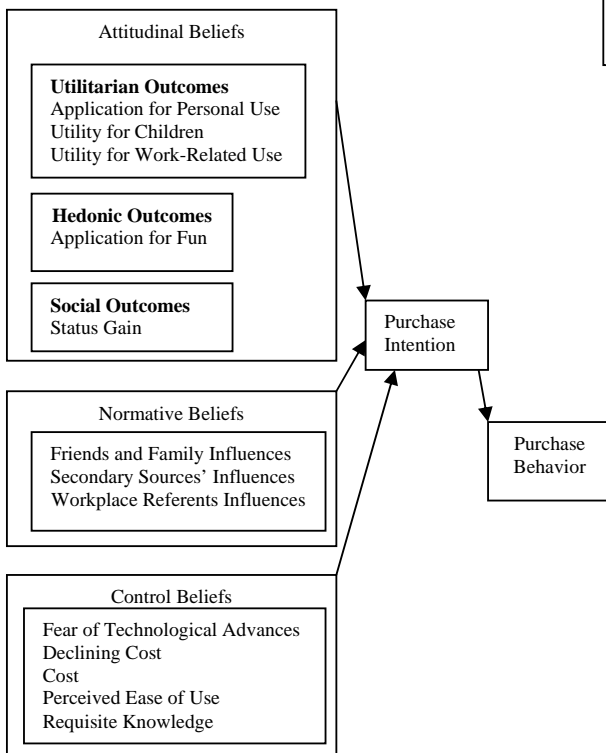 Attitudinal Beliefs
Utilitarian Outcomes
Application for Personal Use
Utility for Children
Utility for Work-Related Use
Hedonic Outcomes
Application for Fun
Social Outcomes
Status Gain
Purchase
Intention
Normative Beliefs
Friends and Family Influences
Secondary Sources’ Influences
Workplace Referents Influences
Purchase
Behavior
Control Beliefs
Fear of Technological Advances
Declining Cost
Cost
Perceived Ease of Use
Requisite Knowledge